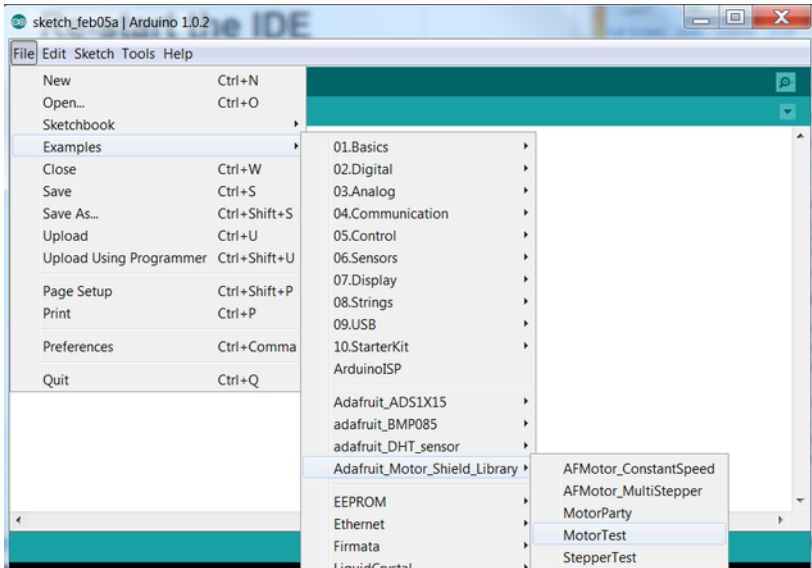 sketch_feb05a | Arduino 1.0.2
File Edit Sketch Tools Help
New Ctrl+N
Open... Ctrl+O
Sketchbook
Examples
Close Ctrl+W
Save Ctrl+S
Save As... Ctrl+Shift+S
Upload Ctrl+U
Upload Using Programmer Ctrl+Shift+U
Page Setup Ctrl+Shift+P
Print Ctrl+P
Preferences Ctrl+Comma
Quit Ctrl+Q
01.Basics
02.Digital
03.Analog
04.Communication
05.Control
06.Sensors
07.Display
08.Strings
09.USB
10.StarterKit
ArduinoISP
Adafruit_ADS1X15
adafruit_BMP085
adafruit_DHT_sensor
Adafruit_Motor_Shield_Library
EEPROM
Ethernet
Firmata
LiquidCrystal
AFMotor_ConstantSpeed
AFMotor_MultiStepper
MotorParty
MotorTest
StepperTest